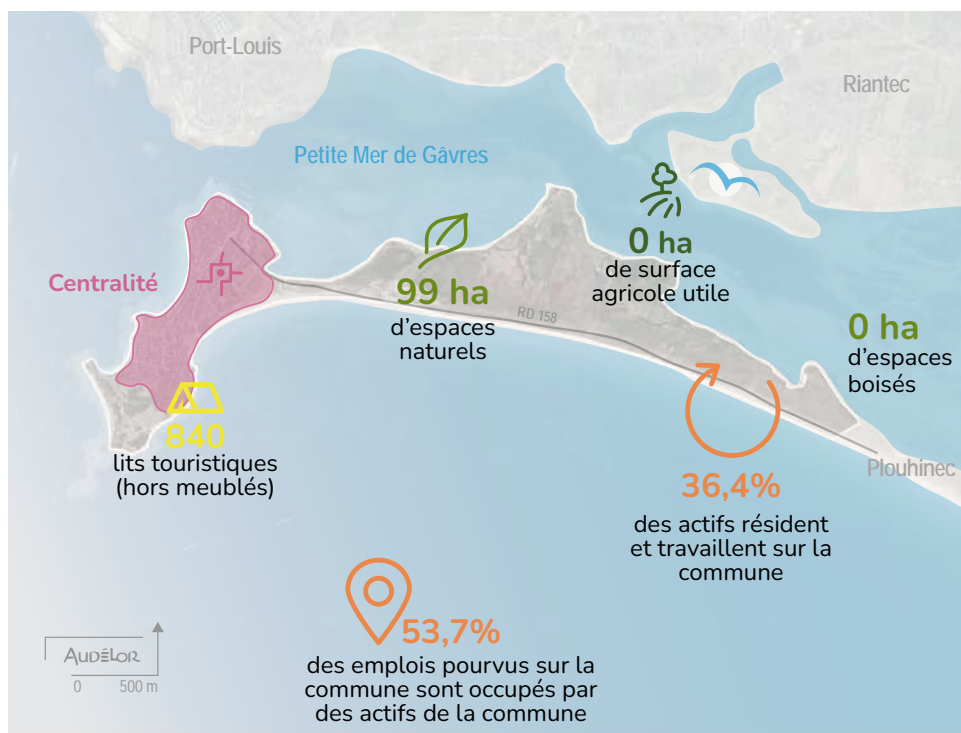 Port-Louis
Riantec
Petite Mer de Gâvres
Centralité
99 ha
d'espaces
naturels
0 ha
de surface
agricole utile
RD 158
0 ha
d'espaces
boisés
840
lits touristiques
(hors meublés)
Plouhinec
36,4%
des actifs résident
et travaillent sur la
commune
53,7%
des emplois pourvus sur la
commune sont occupés par
des actifs de la commune
AUDÉLOR
0 500 m